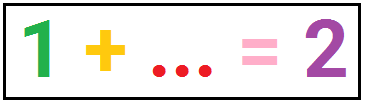 1 + ... = 2